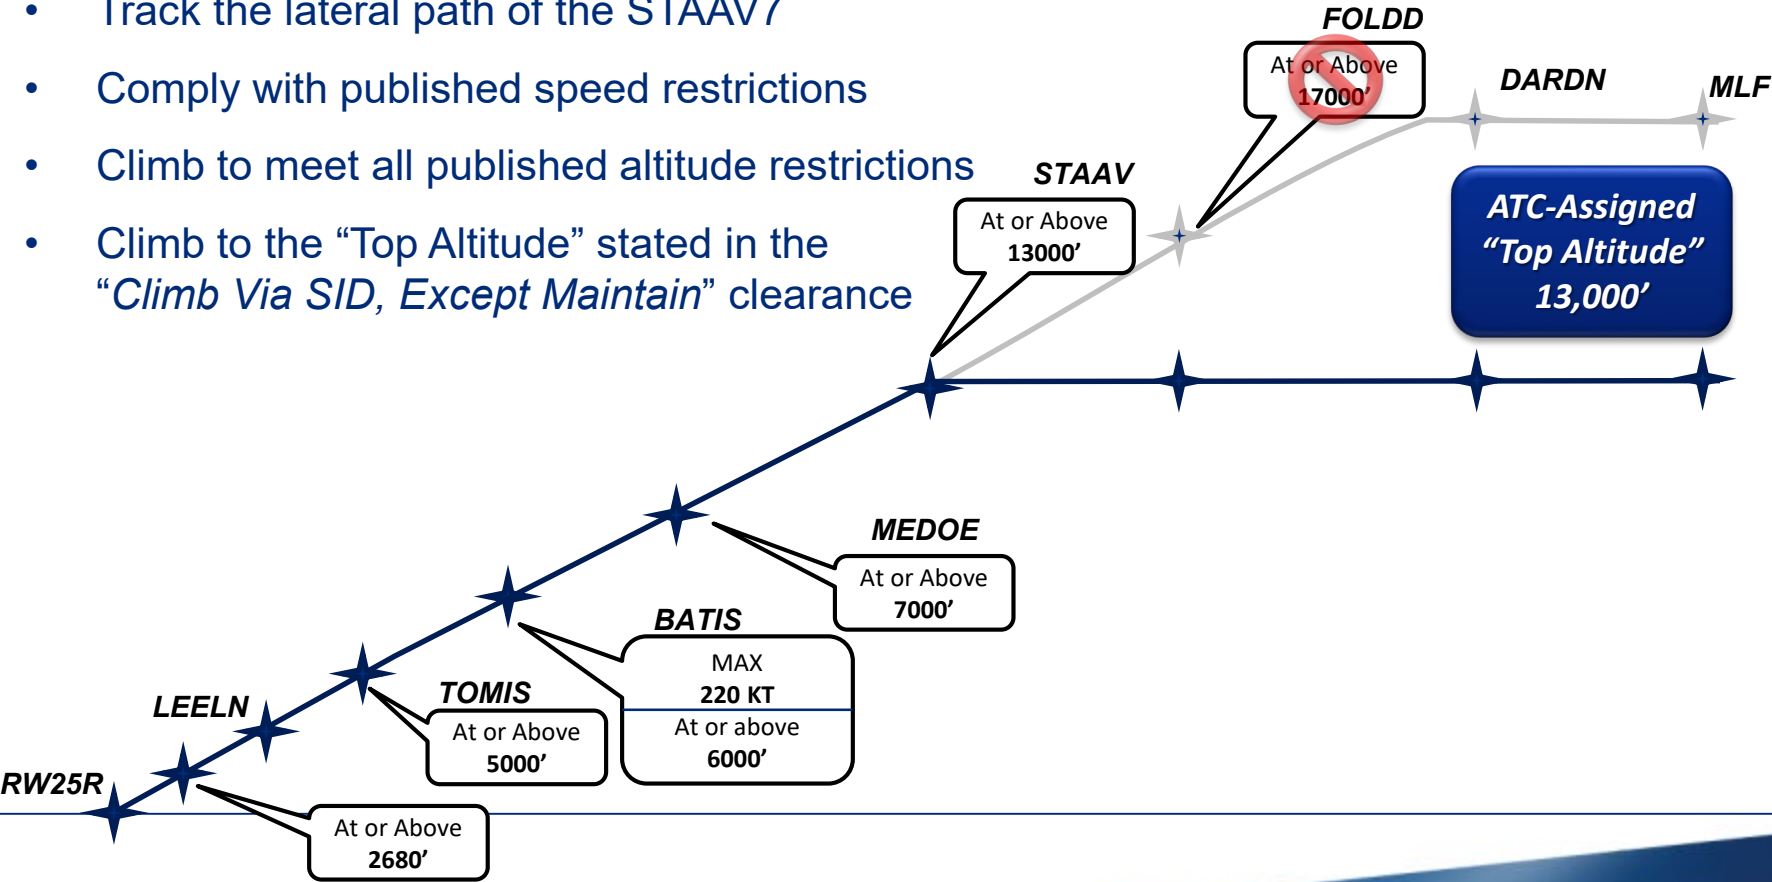 • Track the lateral path of the STAAV7
• Comply with published speed restrictions
• Climb to meet all published altitude restrictions
• Climb to the “Top Altitude” stated in the
“Climb Via SID, Except Maintain” clearance
FOLDD
At or Above
17000’
DARDN
MLF
STAAV
At or Above
13000’
ATC-Assigned
“Top Altitude”
13,000’
MEDOE
At or Above
7000’
BATIS
MAX
220 KT
At or above
6000’
TOMIS
At or Above
5000’
LEELN
RW25R
At or Above
2680’